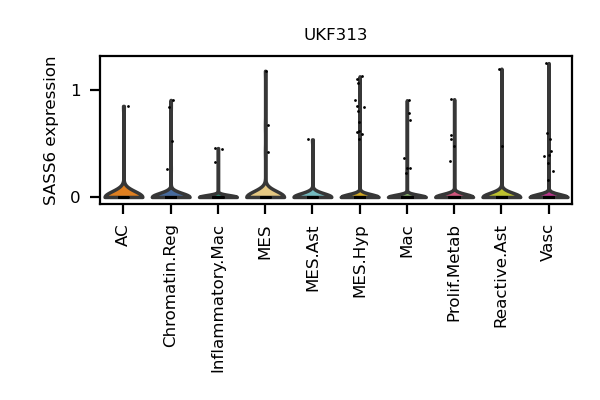 UKF313
SASS6 expression
1
0
AC
Chromatin.Reg
Inflammatory.Mac
MES
MES.Ast
MES.Hyp
Mac
Prolif.Metab
Reactive.Ast
Vasc